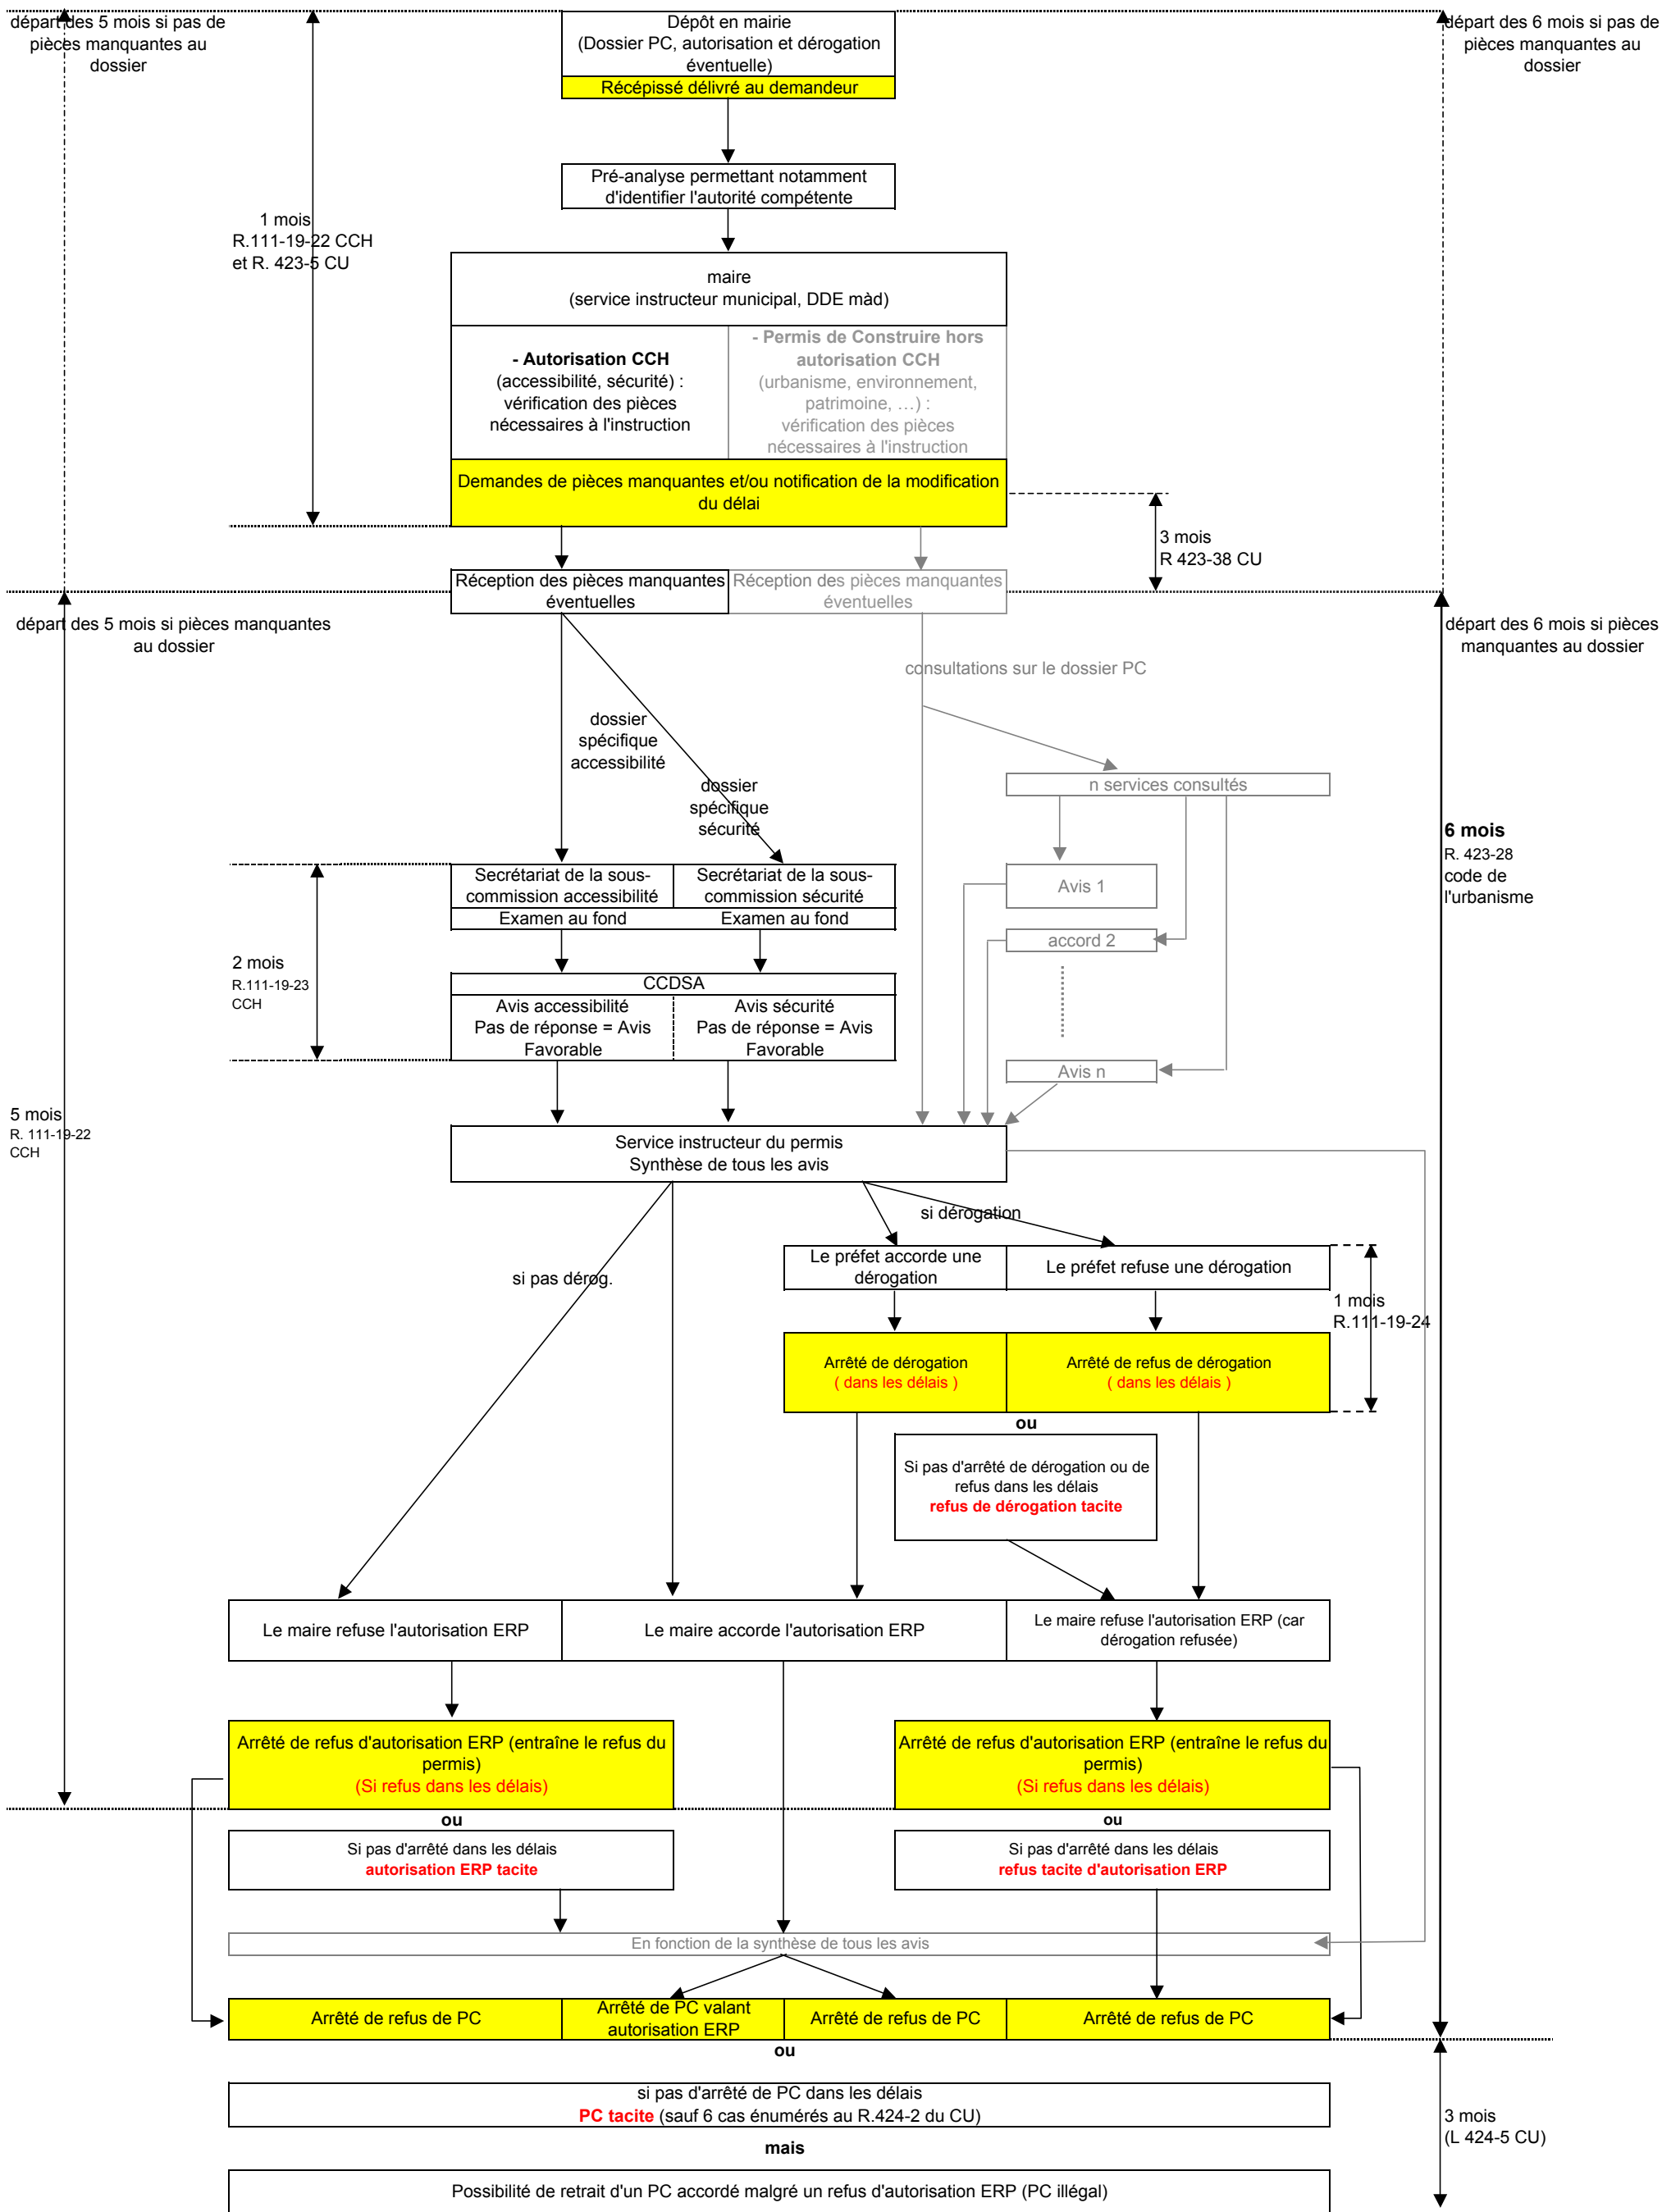 départ des 5 mois si pas de
pièces manquantes au
dossier
Dépôt en mairie
(Dossier PC, autorisation et dérogation
éventuelle)
Récépissé délivré au demandeur
départ des 6 mois si pas de
pièces manquantes au
dossier
Pré-analyse permettant notamment
d'identifier l'autorité compétente
1 mois
R.111-19-22 CCH
et R. 423-5 CU
maire
(service instructeur municipal, DDE màd)
- Autorisation CCH
(accessibilité, sécurité) :
vérification des pièces
nécessaires à l'instruction
- Permis de Construire hors
autorisation CCH
(urbanisme, environnement,
patrimoine, …) :
vérification des pièces
nécessaires à l'instruction
Demandes de pièces manquantes et/ou notification de la modification
du délai
3 mois
R 423-38 CU
Réception des pièces manquantes
éventuelles
Réception des pièces manquantes
éventuelles
départ des 5 mois si pièces manquantes
au dossier
départ des 6 mois si pièces
manquantes au dossier
consultations sur le dossier PC
dossier
spécifique
accessibilité
dossier
spécifique
sécurité
n services consultés
6 mois
R. 423-28
code de
l'urbanisme
Secrétariat de la sous-
commission accessibilité
Secrétariat de la sous-
commission sécurité
Examen au fond
Examen au fond
Avis 1
accord 2
2 mois
R.111-19-23
CCH
CCDSA
Avis accessibilité
Pas de réponse = Avis
Favorable
Avis sécurité
Pas de réponse = Avis
Favorable
Avis n
5 mois
R. 111-19-22
CCH
Service instructeur du permis
Synthèse de tous les avis
si dérogation
si pas dérog.
Le préfet accorde une
dérogation
Le préfet refuse une dérogation
1 mois
R.111-19-24
Arrêté de dérogation
( dans les délais )
Arrêté de refus de dérogation
( dans les délais )
ou
Si pas d'arrêté de dérogation ou de
refus dans les délais
refus de dérogation tacite
Le maire refuse l'autorisation ERP
Le maire accorde l'autorisation ERP
Le maire refuse l'autorisation ERP (car
dérogation refusée)
Arrêté de refus d'autorisation ERP (entraîne le refus du
permis)
(Si refus dans les délais)
Arrêté de refus d'autorisation ERP (entraîne le refus du
permis)
(Si refus dans les délais)
ou
ou
Si pas d'arrêté dans les délais
autorisation ERP tacite
Si pas d'arrêté dans les délais
refus tacite d'autorisation ERP
En fonction de la synthèse de tous les avis
Arrêté de refus de PC
Arrêté de PC valant
autorisation ERP
Arrêté de refus de PC
Arrêté de refus de PC
ou
si pas d'arrêté de PC dans les délais
PC tacite (sauf 6 cas énumérés au R.424-2 du CU)
3 mois
(L 424-5 CU)
mais
Possibilité de retrait d'un PC accordé malgré un refus d'autorisation ERP (PC illégal)